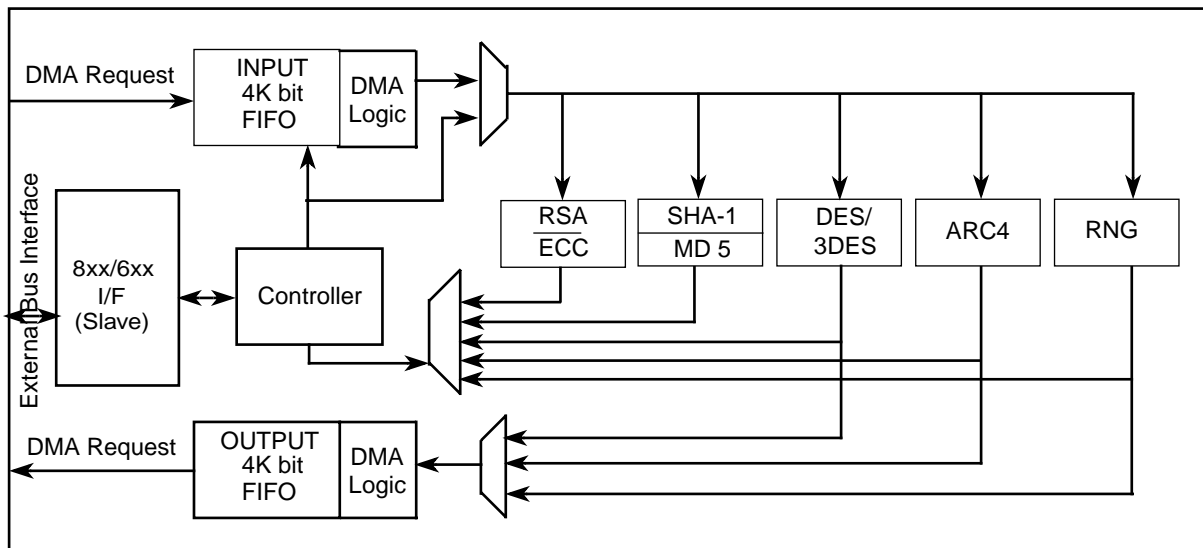 DMA Request
INPUT
4K bit
FIFO
DMA
Logic
External Bus Interface
8xx/6xx
I/F
(Slave)
Controller
RSA
ECC
SHA-1
MD 5
DES/
3DES
ARC4
RNG
DMA Request
OUTPUT
4K bit
FIFO
DMA
Logic